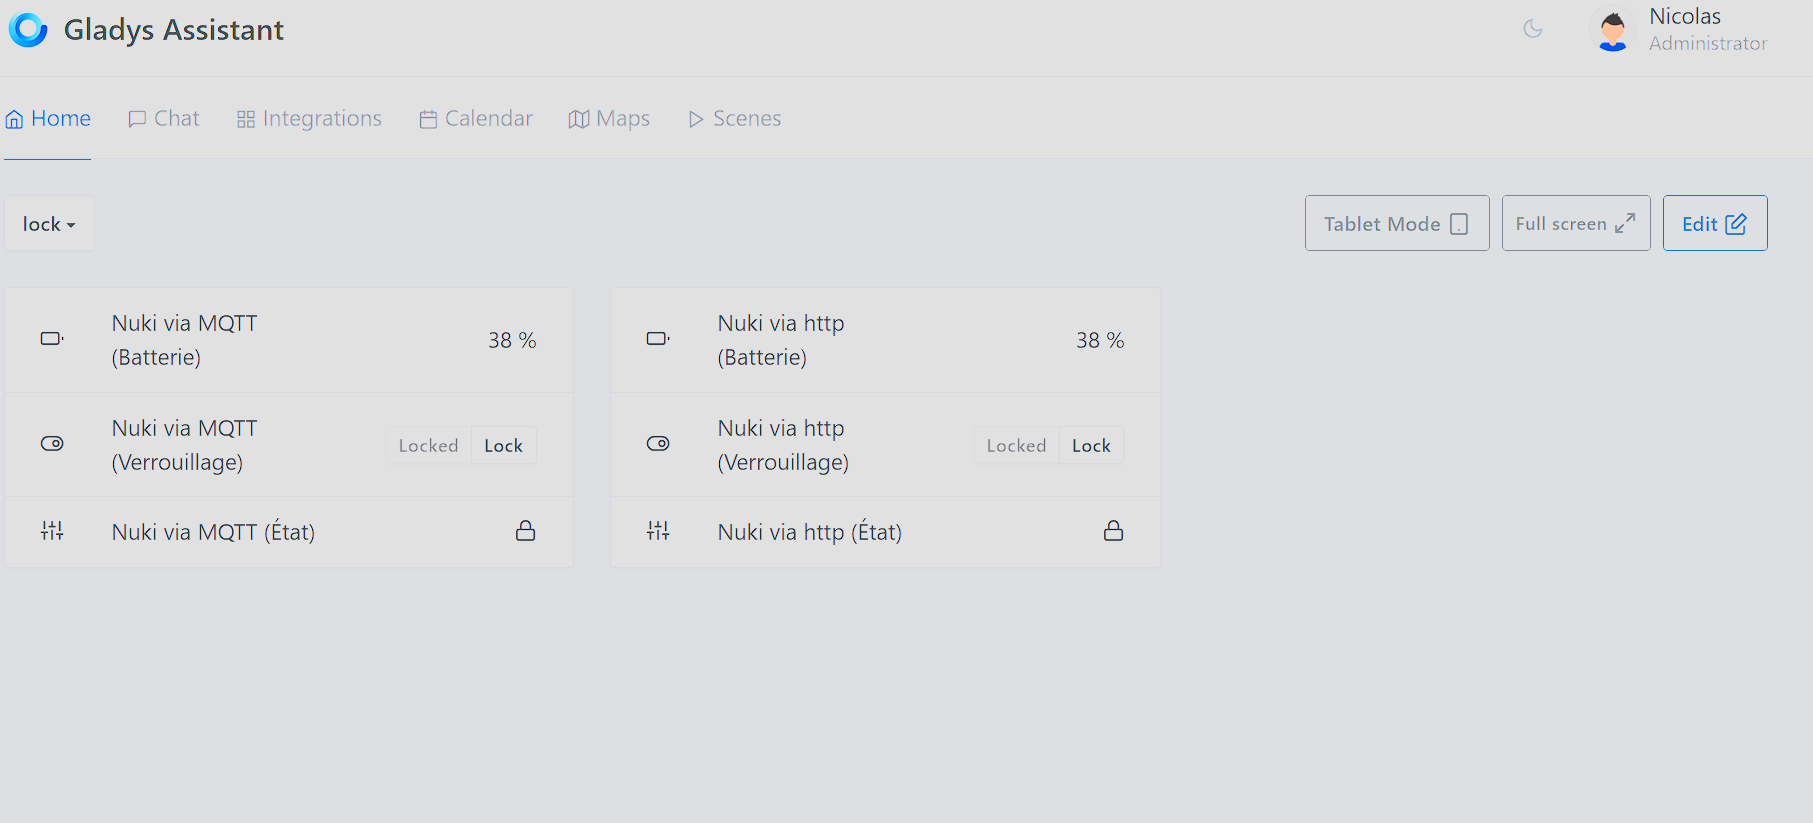 Gladys Assistant
Nicolas
Administrator
Home
Chat
Integrations
Calendar
Maps
Scenes
lock
Tablet Mode
Full screen
Edit
Nuki via MQTT
(Batterie)
38 %
Nuki via MQTT
(Verrouillage)
Locked
Lock
Nuki via MQTT (État)
Nuki via http
(Batterie)
38 %
Nuki via http
(Verrouillage)
Locked
Lock
Nuki via http (État)